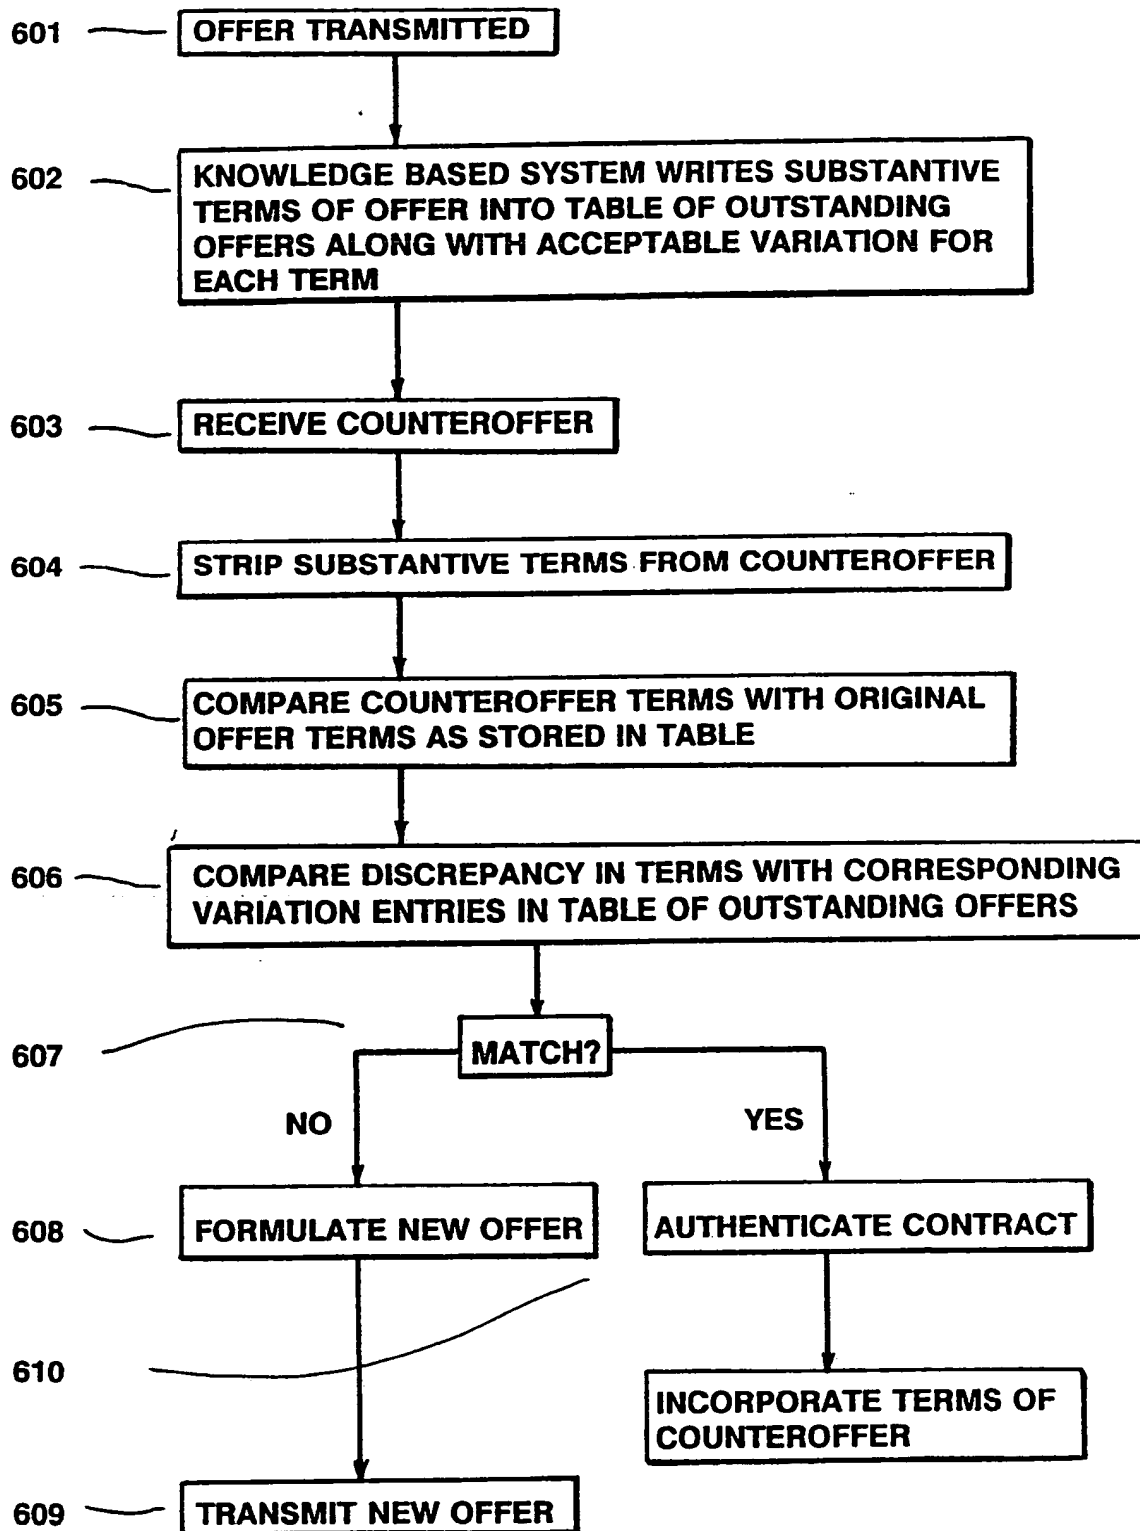 601 OFFER TRANSMITTED
602 KNOWLEDGE BASED SYSTEM WRITES SUBSTANTIVE
TERMS OF OFFER INTO TABLE OF OUTSTANDING
OFFERS ALONG WITH ACCEPTABLE VARIATION FOR
EACH TERM
603 RECEIVE COUNTEROFFER
604 STRIP SUBSTANTIVE TERMS FROM COUNTEROFFER
605 COMPARE COUNTEROFFER TERMS WITH ORIGINAL
OFFER TERMS AS STORED IN TABLE
606 COMPARE DISCREPANCY IN TERMS WITH CORRESPONDING
VARIATION ENTRIES IN TABLE OF OUTSTANDING OFFERS
607 MATCH?
NO YES
608 FORMULATE NEW OFFER AUTHENTICATE CONTRACT
610
INCORPORATE TERMS OF
COUNTEROFFER
609 TRANSMIT NEW OFFER